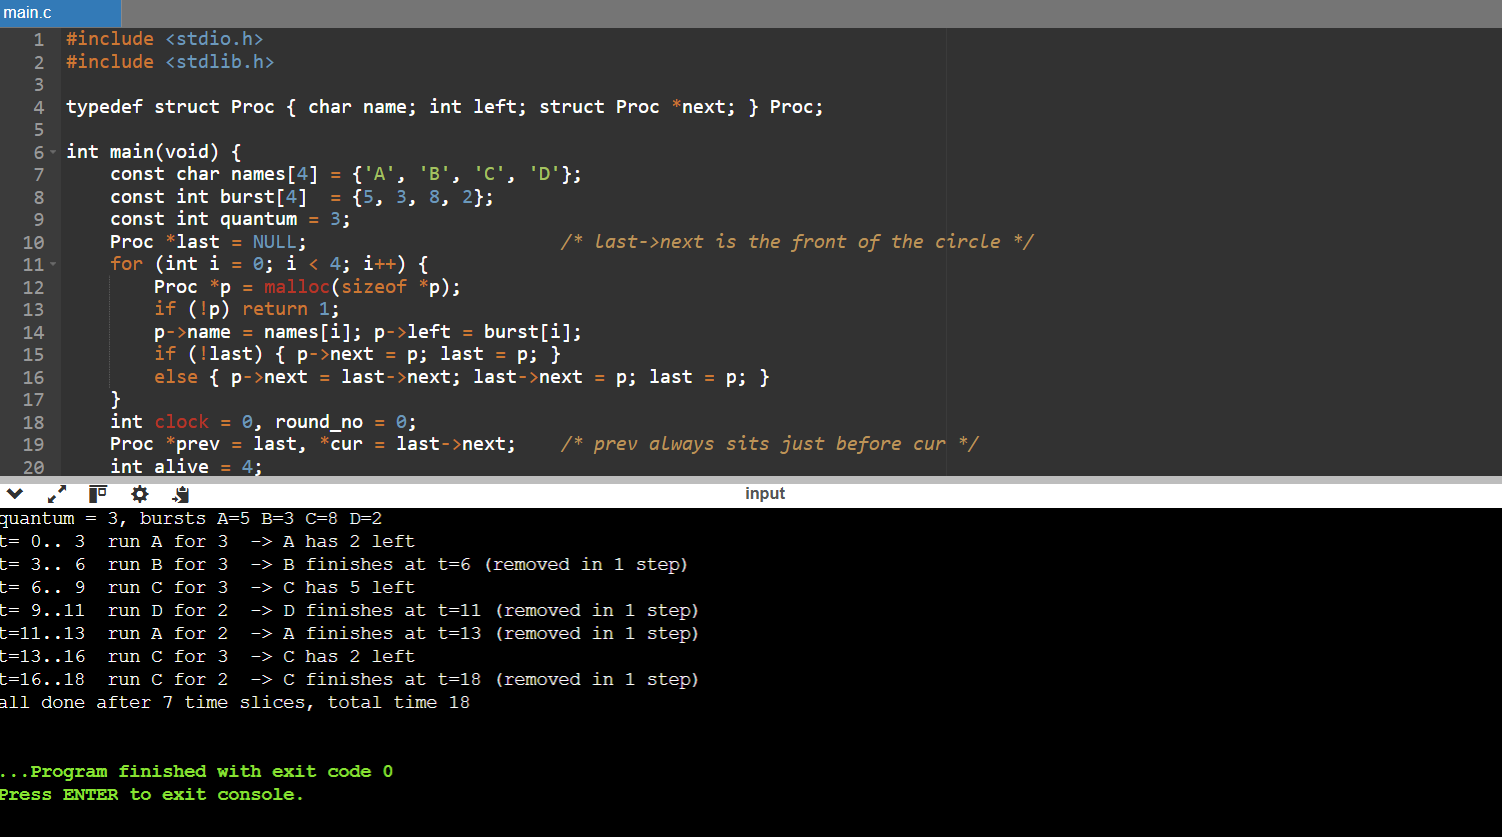 main.c
1 #include <stdio.h>
2 #include <stdlib.h>
3
4 typedef struct Proc { char name; int left; struct Proc *next; } Proc;
5
6 int main(void) {
7     const char names[4] = {'A', 'B', 'C', 'D'};
8     const int burst[4]  = {5, 3, 8, 2};
9     const int quantum = 3;
10     Proc *last = NULL;                       /* last->next is the front of the circle */
11     for (int i = 0; i < 4; i++) {
12         Proc *p = malloc(sizeof *p);
13         if (!p) return 1;
14         p->name = names[i]; p->left = burst[i];
15         if (!last) { p->next = p; last = p; }
16         else { p->next = last->next; last->next = p; last = p; }
17     }
18     int clock = 0, round_no = 0;
19     Proc *prev = last, *cur = last->next;    /* prev always sits just before cur */
20     int alive = 4;
input
quantum = 3, bursts A=5 B=3 C=8 D=2
t= 0.. 3  run A for 3  -> A has 2 left
t= 3.. 6  run B for 3  -> B finishes at t=6 (removed in 1 step)
t= 6.. 9  run C for 3  -> C has 5 left
t= 9..11  run D for 2  -> D finishes at t=11 (removed in 1 step)
t=11..13  run A for 2  -> A finishes at t=13 (removed in 1 step)
t=13..16  run C for 3  -> C has 2 left
t=16..18  run C for 2  -> C finishes at t=18 (removed in 1 step)
all done after 7 time slices, total time 18
...Program finished with exit code 0
Press ENTER to exit console.